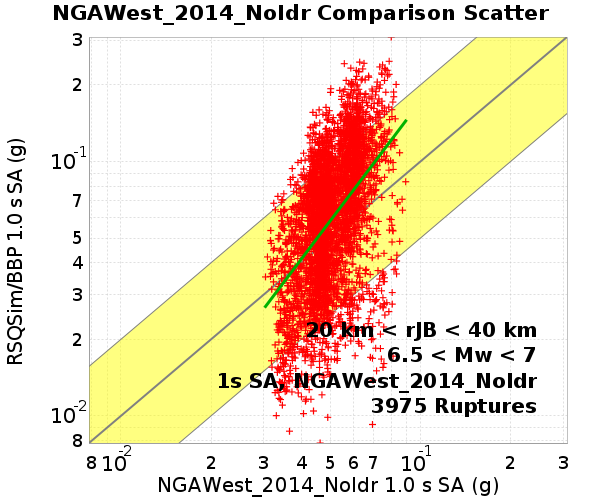 NGAWest_2014_NoIdr Comparison Scatter
3
2
10-1
7
5
4
3
2
10-2
8
RSQSim/BBP 1.0 s SA (g)
20 km < rJB < 40 km
6.5 < Mw < 7
1s SA, NGAWest_2014_NoIdr
3975 Ruptures
8 10-2 2 3 4 5 6 7 10-1 2 3
NGAWest_2014_NoIdr 1.0 s SA (g)